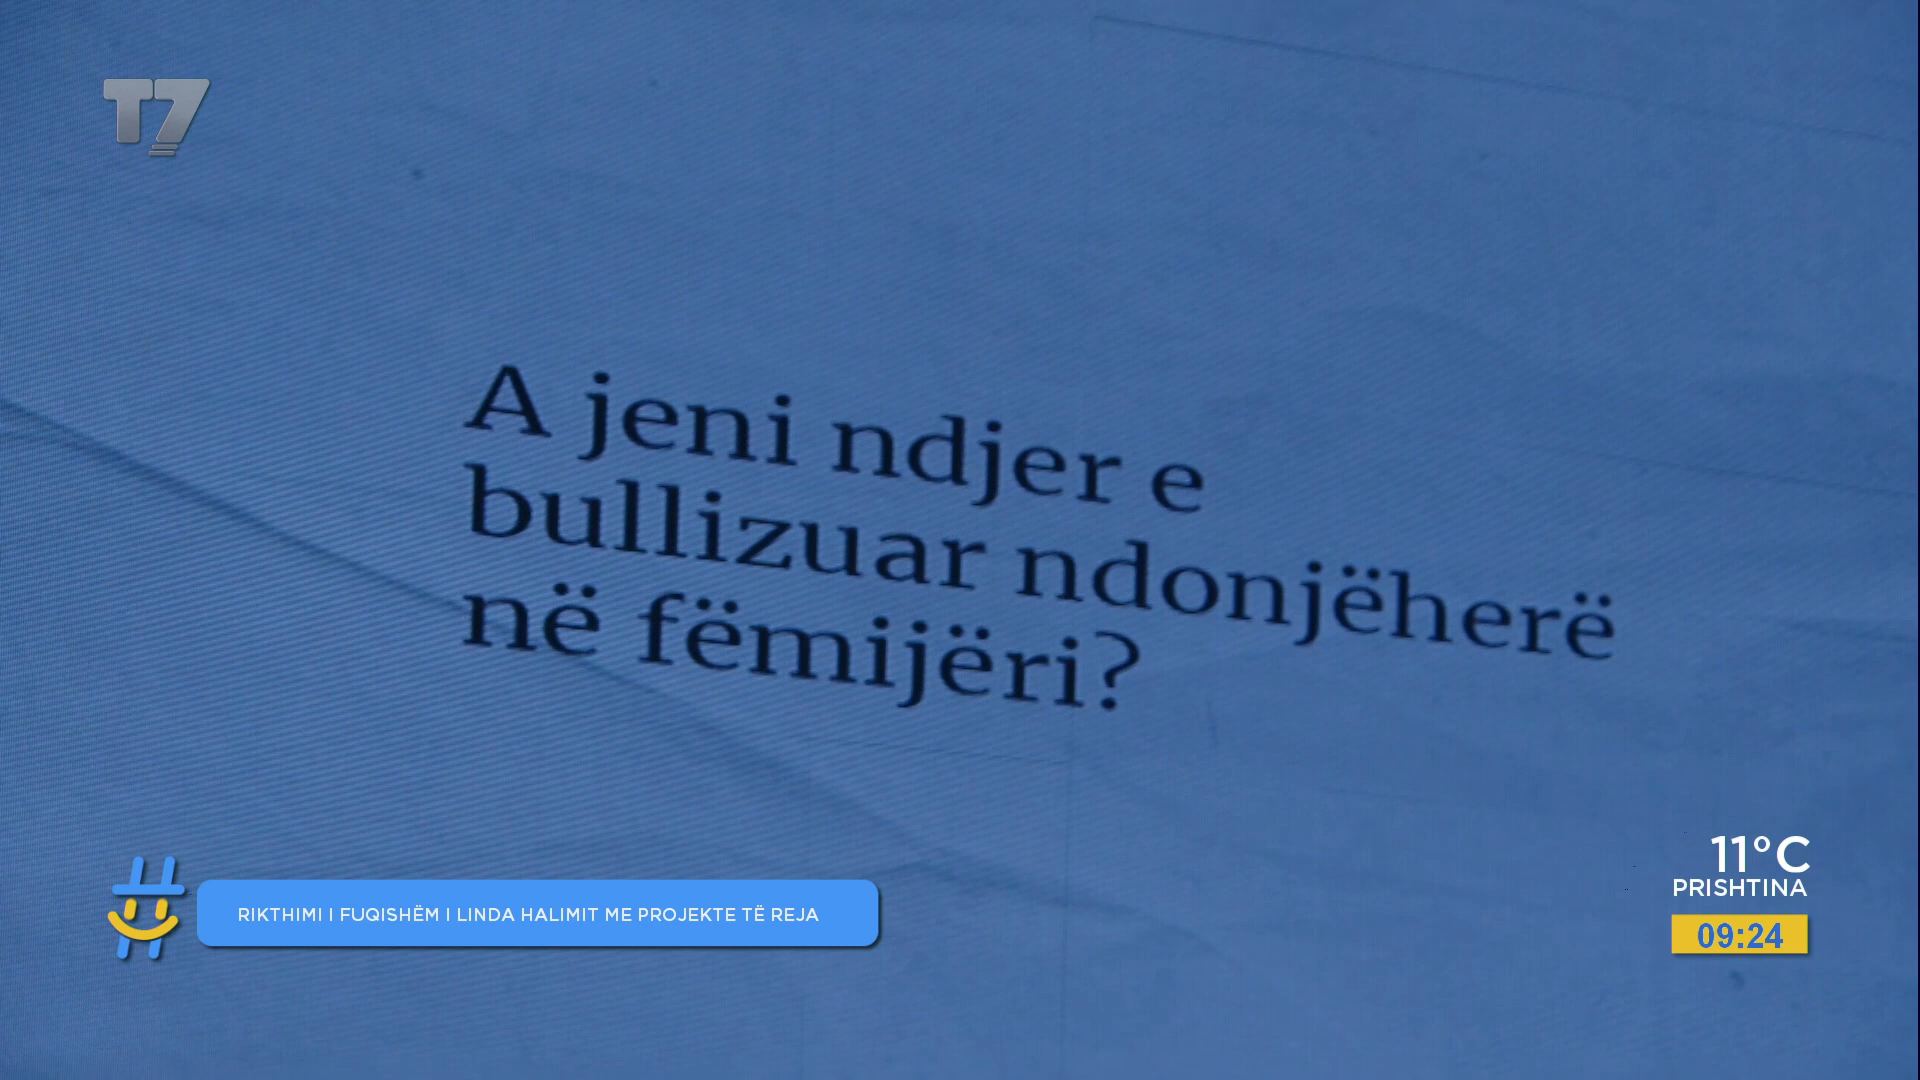 T7
A jeni ndjer e
bullizuar ndonjëherë
në fëmijëri?
RIKTHIMI I FUQISHËM I LINDA HALIMIT ME PROJEKTE TË REJA
11°C
PRISHTINA
09:24